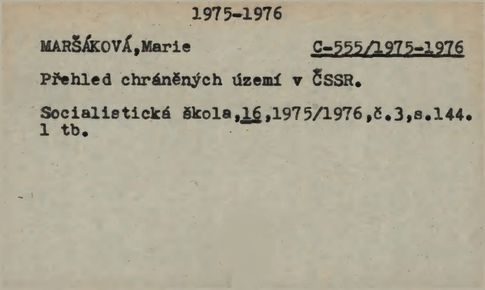 1975-1976
MARŠÁKOVÁ,Marie C-555/1975-1976
Přehled chráněných území v ČSSR.
Socialistická škola,16,1975/1976,č.3,s.144.
1 tb.